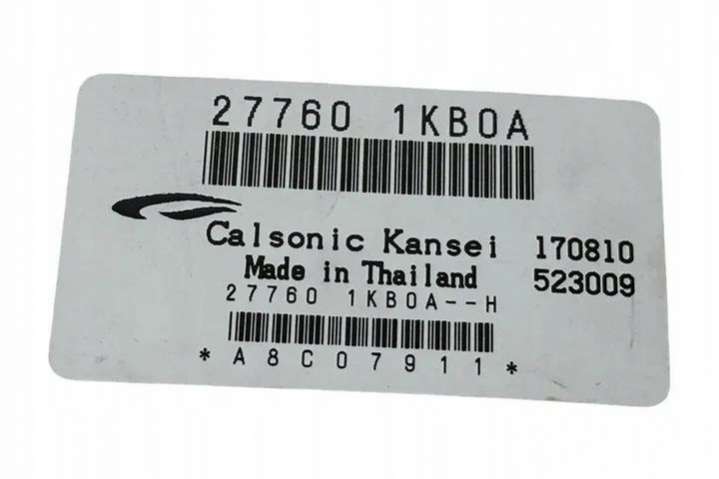 27760 1KB0A
Calsonic Kansei 170810
Made in Thailand 523009
27760 1KB0A--H
*A8C07911*